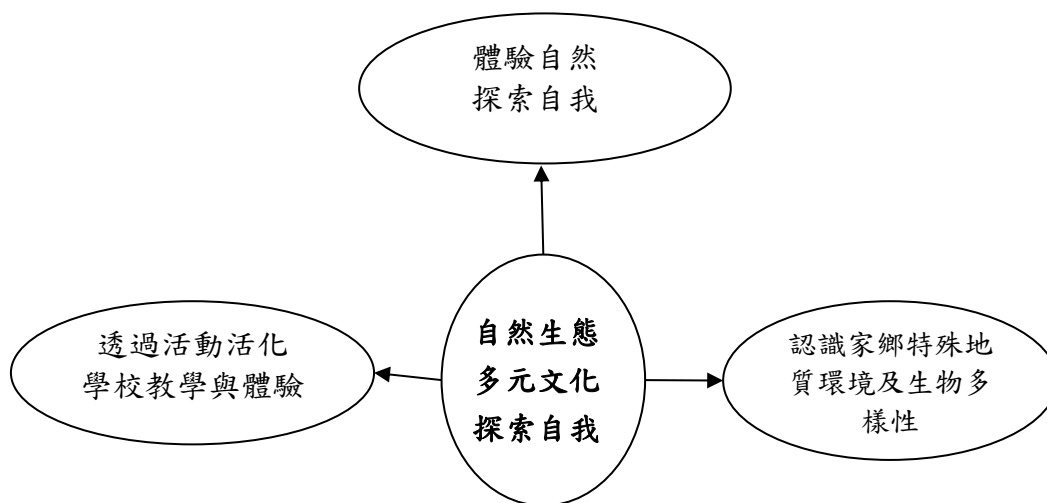 體驗自然
探索自我
透過活動活化
學校教學與體驗
自然生態
多元文化
探索自我
認識家鄉特殊地
質環境及生物多
樣性